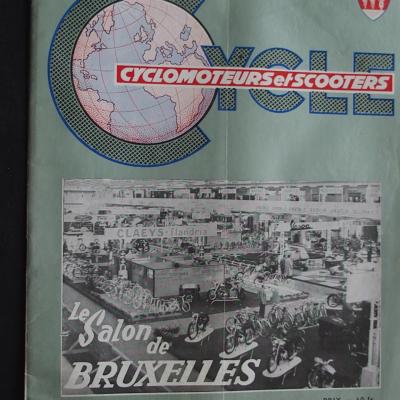 CYCLE
CYCLOMOTEURS et SCOOTERS
CLAEYS-flandria
Le Salon
de
BRUXELLES